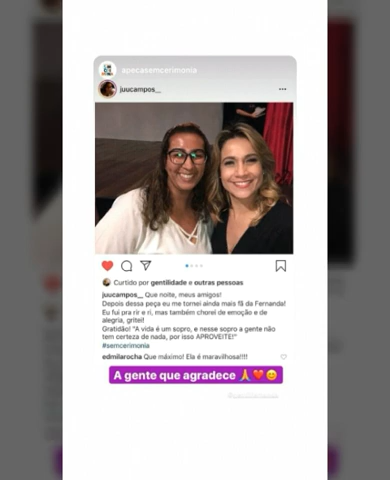 apecasemcerimonia
juucampos__
Curtido por gentilidade e outras pessoas
juucampos__ Que noite, meus amigos!
Depois dessa peça eu me tornei ainda mais fã da Fernanda!
Eu fui pra rir e ri, mas também chorei de emoção e de
alegria, gritei!
Gratidão! "A vida é um sopro, e nesse sopro a gente não
tem certeza de nada, por isso APROVEITE!"
#semcerimonia
edmilarocha Que máximo! Ela é maravilhosa!!!!
A gente que agradece 🙏❤️😊